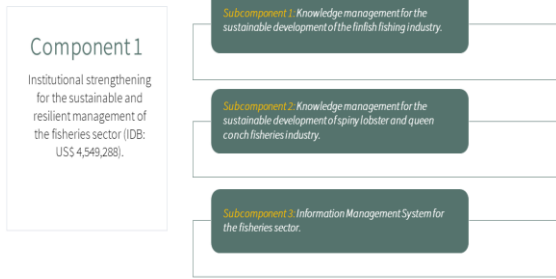 Component 1
Institutional strengthening
for the sustainable and
resilient management of
the fisheries sector (IDB:
US$ 4,549,288).
Subcomponent 1: Knowledge management for the
sustainable development of the finfish fishing industry.
Subcomponent 2: Knowledge management for the
sustainable development of spiny lobster and queen
conch fisheries industry.
Subcomponent 3: Information Management System for
the fisheries sector.